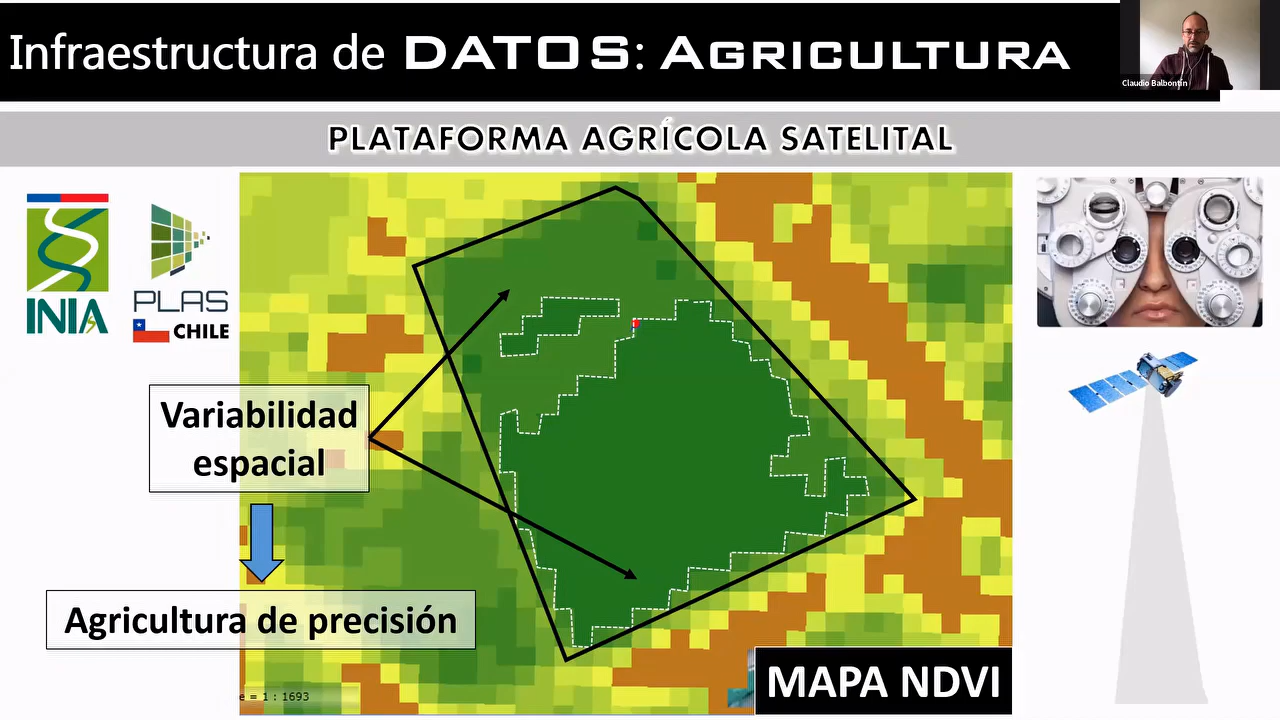 Infraestructura de DATOS: AGRICULTURA
Claudio Balbontín
PLATAFORMA AGRÍCOLA SATELITAL
INIA
PLAS
CHILE
Variabilidad
espacial
Agricultura de precisión
e = 1 : 1693
MAPA NDVI